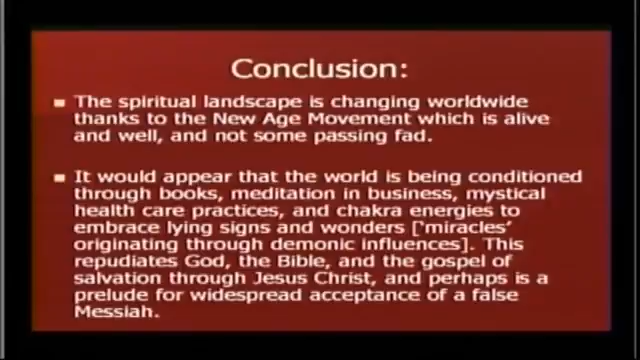 Conclusion:
The spiritual landscape is changing worldwide
thanks to the New Age Movement which is alive
and well, and not some passing fad.
It would appear that the world is being conditioned
through books, meditation in business, mystical
health care practices, and chakra energies to
embrace lying signs and wonders ['miracles'
originating through demonic influences]. This
repudiates God, the Bible, and the gospel of
salvation through Jesus Christ, and perhaps is a
prelude for widespread acceptance of a false
Messiah.